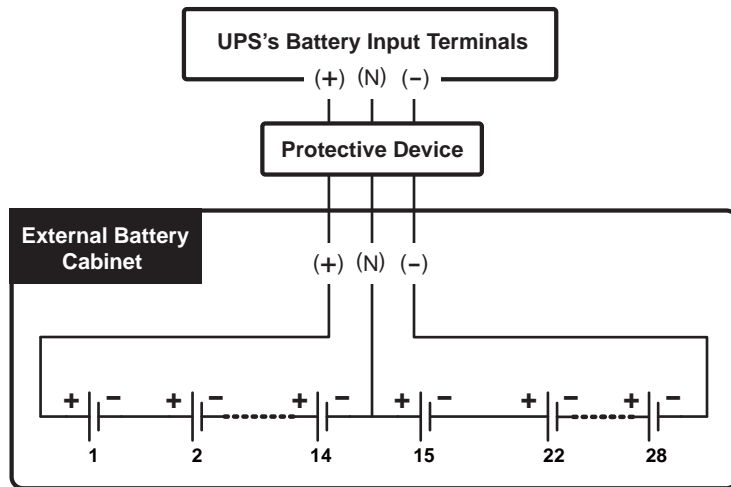 UPS’s Battery Input Terminals
(+) (N) (−)
Protective Device
External Battery
Cabinet
(+) (N) (−)
+ − + − + − + − + − + −
1 2 14 15 22 28